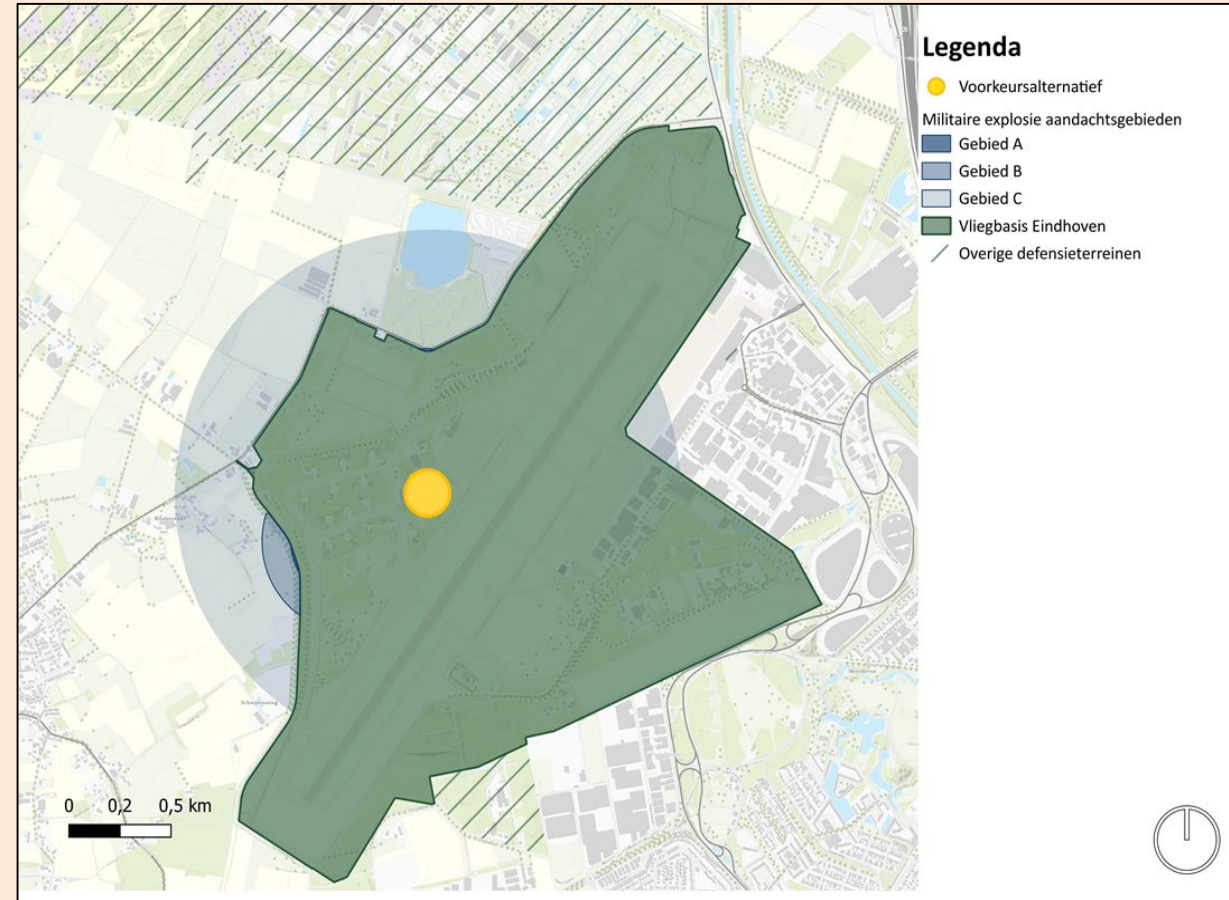 Legenda
Voorkeursalternatief
Militaire explosie aandachtsgebieden
Gebied A
Gebied B
Gebied C
Vliegbasis Eindhoven
Overige defensieterreinen
0 0,2 0,5 km